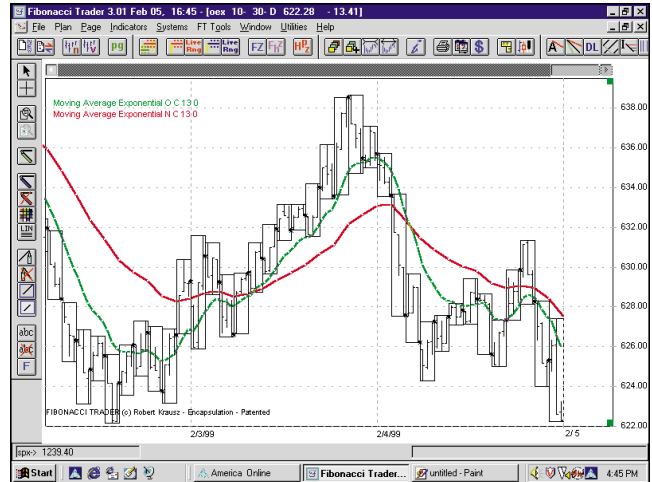 Fibonacci Trader 3.01 Feb 05, 16:45 - [oex 10- 30- D 622.28 - 13.41]
File Plan Page Indicators Systems FT Tools Window Utilities Help
pg Live Rng Live Rng FZ $ A DL
Moving Average Exponential O C 13 0
Moving Average Exponential N C 13 0
638.00
636.00
634.00
632.00
630.00
628.00
626.00
624.00
622.00
LIN
abc
abc
F
FIBONACCI TRADER (c) Robert Krausz - Encapsulation - Patented
2/3/99 2/4/99 2/5
spx-> 1239.40
Start America Online Fibonacci Trader... untitled - Paint 4:45 PM